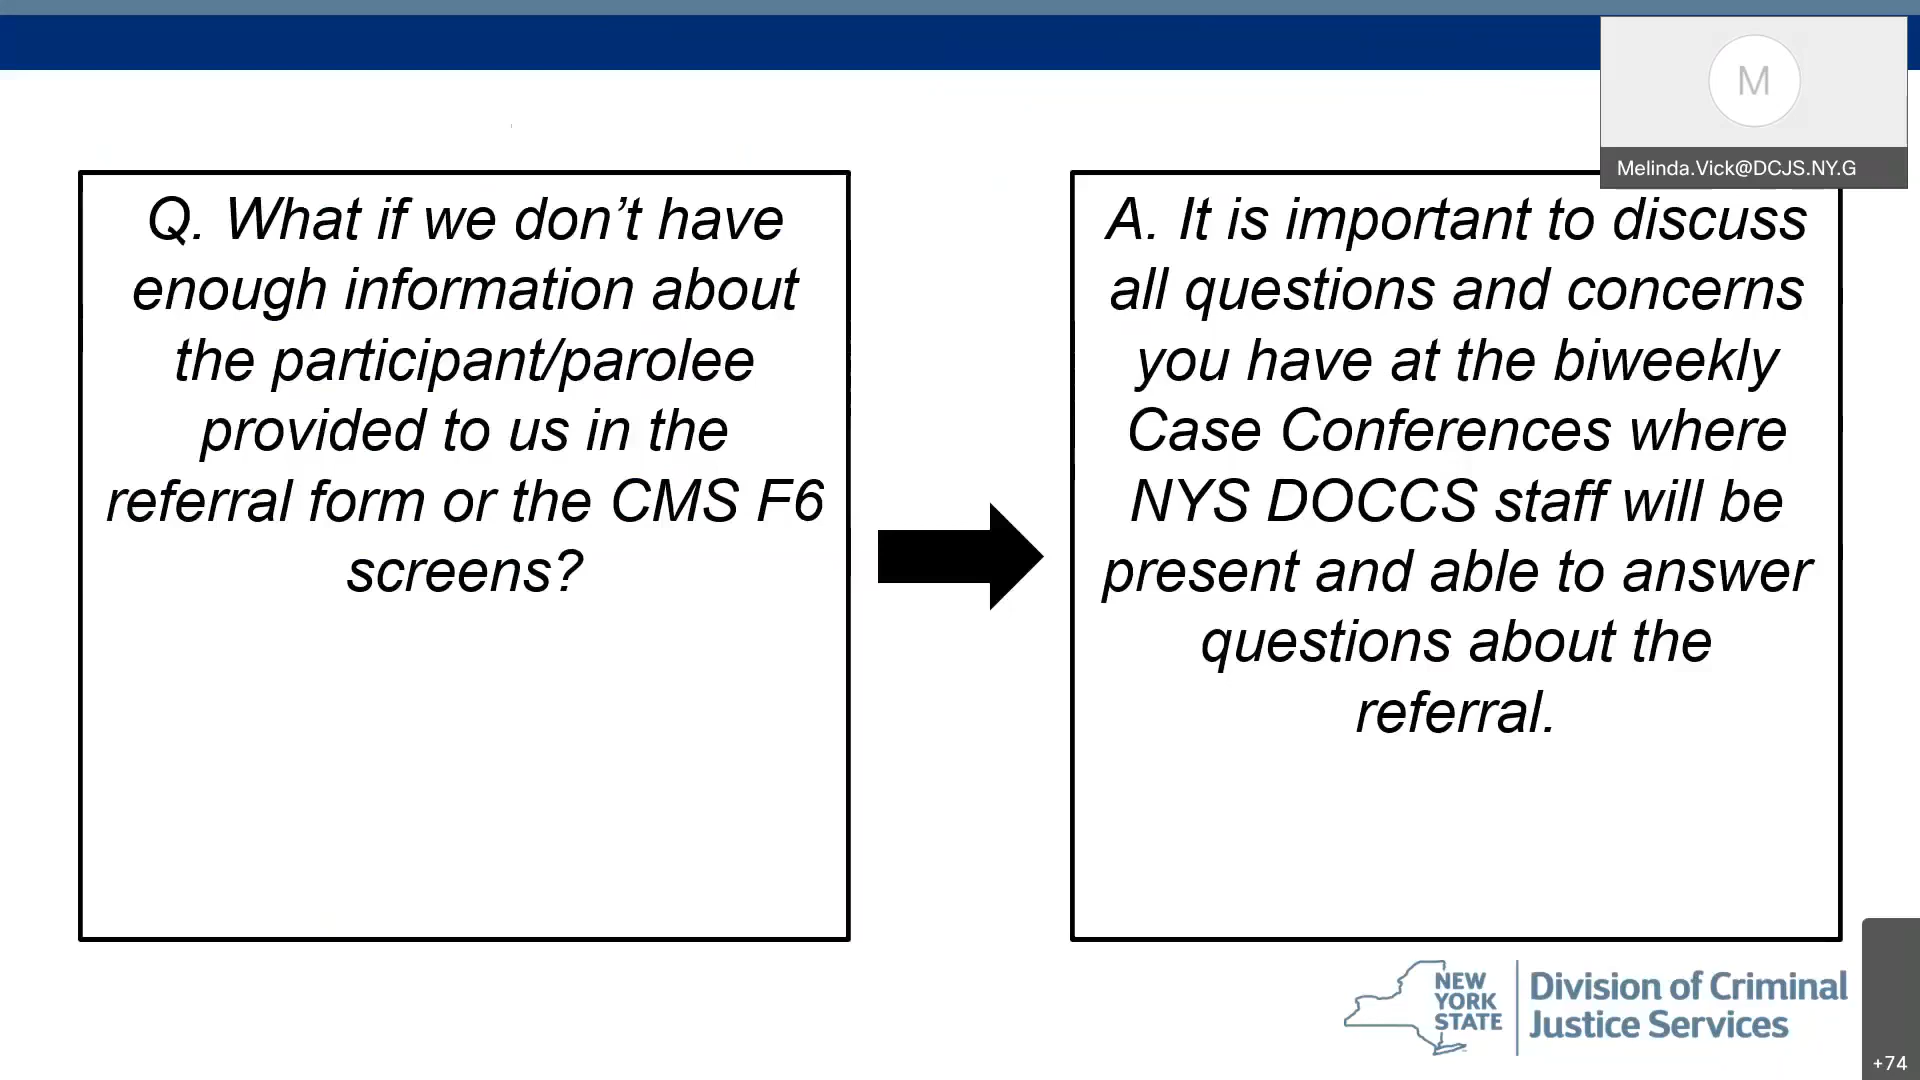 M
Melinda.Vick@DCJS.NY.G
Q. What if we don’t have
enough information about
the participant/parolee
provided to us in the
referral form or the CMS F6
screens?
A. It is important to discuss
all questions and concerns
you have at the biweekly
Case Conferences where
NYS DOCCS staff will be
present and able to answer
questions about the
referral.
NEW
YORK
STATE
Division of Criminal
Justice Services
+74